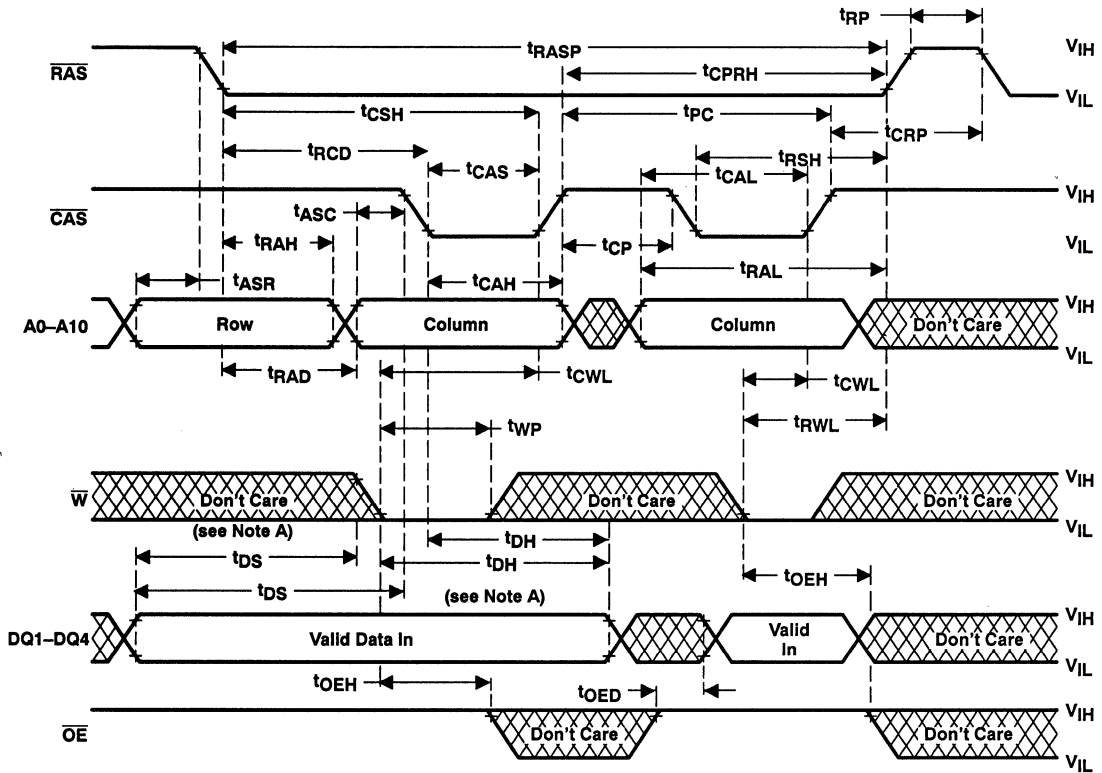 tRP
tRASP
VIH
RAS
tCPRH
VIL
tCSH
tPC
tCRP
tRCD
tRSH
tCAS
tCAL
VIH
CAS
tASC
tRAH
tCP
VIL
tASR
tCAH
tRAL
VIH
A0–A10
Row
Column
Column
Don't Care
VIL
tRAD
tCWL
tCWL
tWP
tRWL
VIH
W
Don't Care
Don't Care
Don't Care
VIL
(see Note A)
tDH
tDS
tDH
tOEH
tDS
(see Note A)
VIH
DQ1–DQ4
Valid Data In
Valid
In
Don't Care
VIL
tOEH
tOED
VIH
OE
Don't Care
Don't Care
VIL